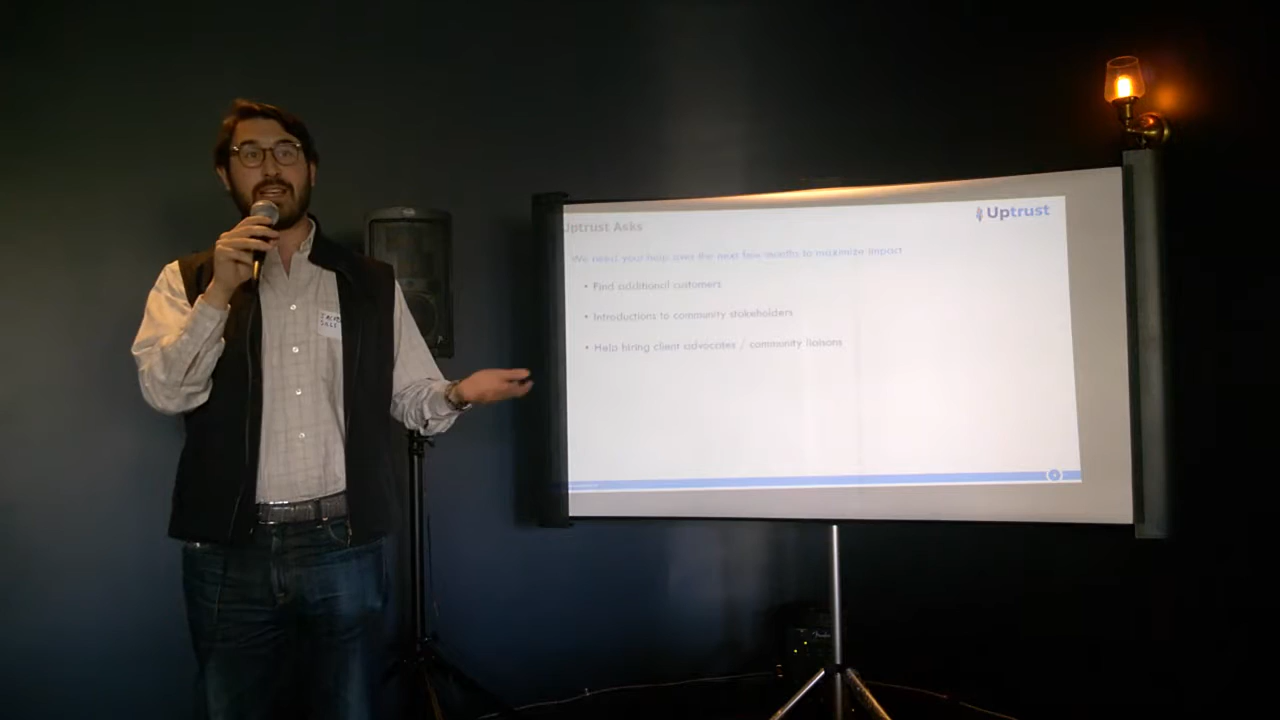 Uptrust
Uptrust Asks
We need your help over the next few months to maximize impact
• Find additional customers
• Introductions to community stakeholders
• Help hiring client advocates / community liaisons
Fender